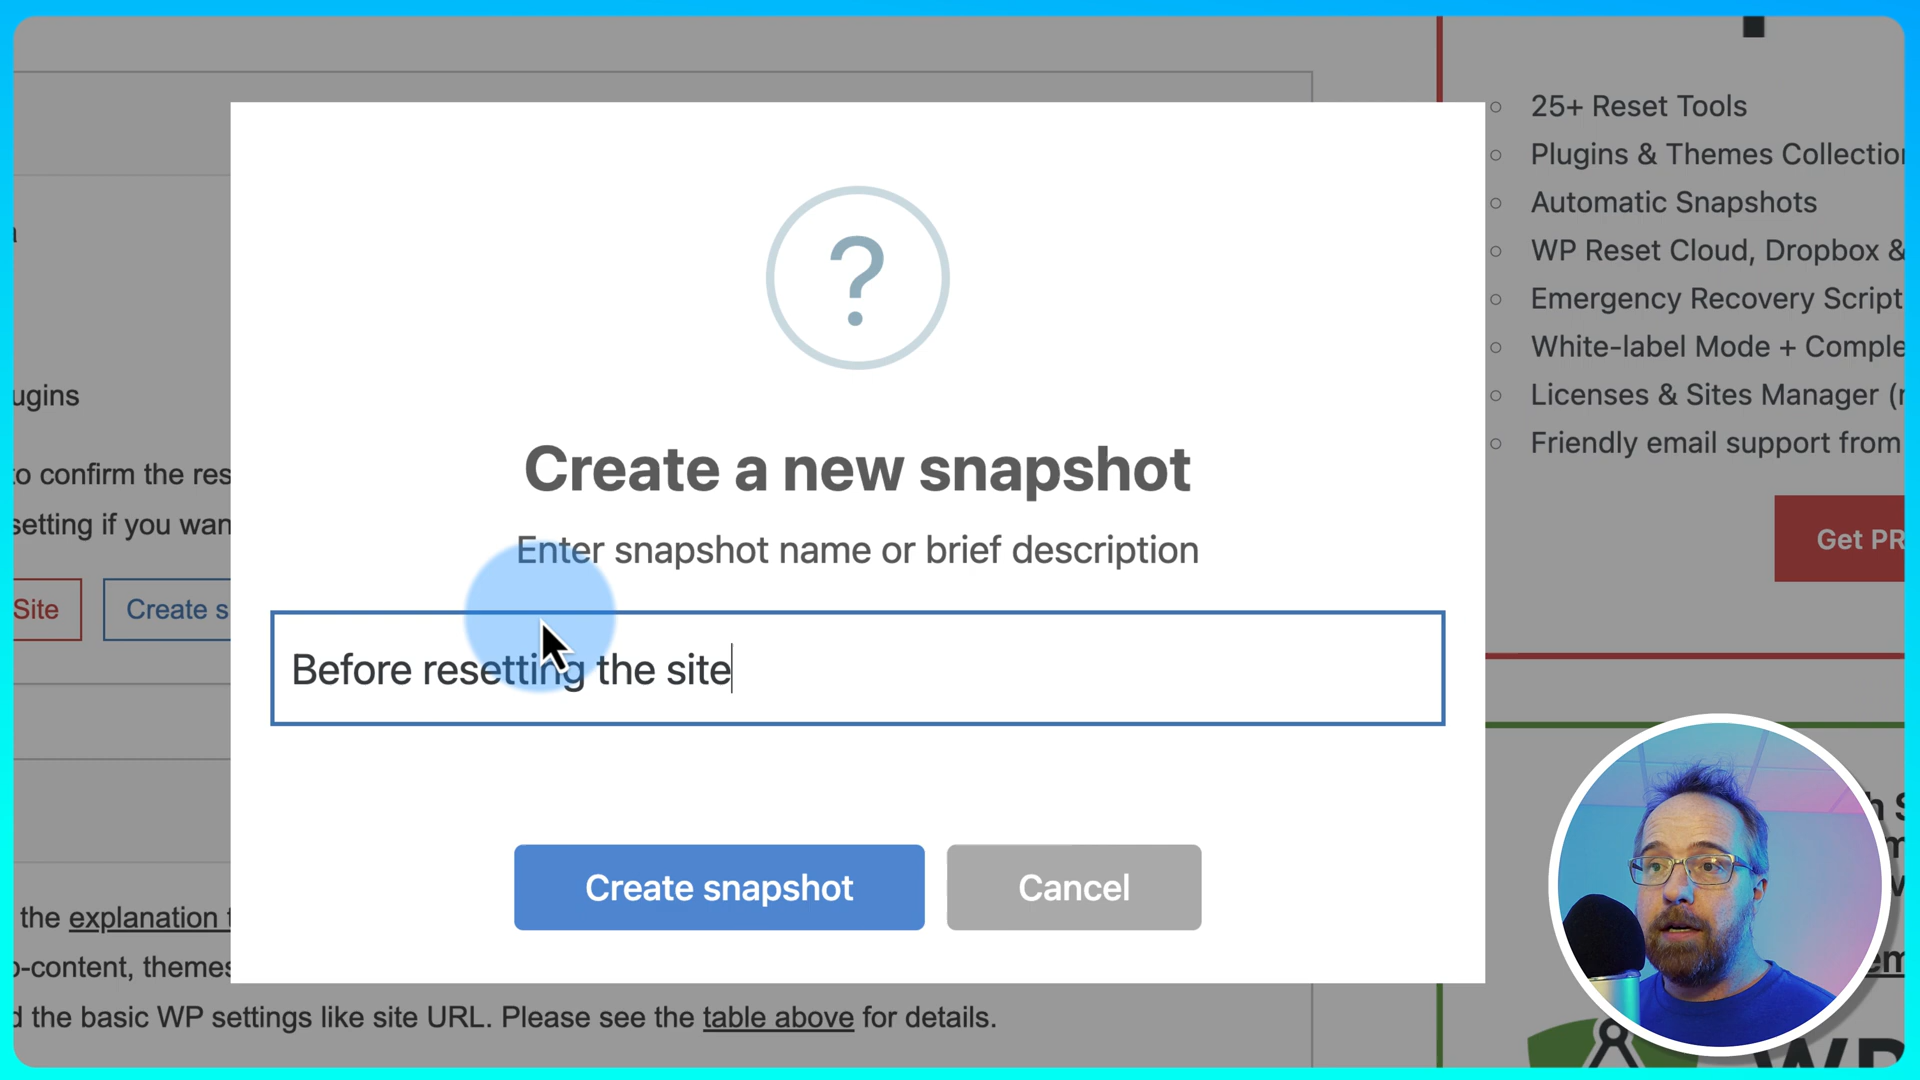 25+ Reset Tools
Plugins & Themes Collection
Automatic Snapshots
WP Reset Cloud, Dropbox &
Emergency Recovery Script
White-label Mode + Comple
Licenses & Sites Manager (
Friendly email support from
Get PR
?
Create a new snapshot
Enter snapshot name or brief description
Before resetting the site
Create snapshot
Cancel
ugins
to confirm the res
setting if you wan
Site
Create s
the explanation t
-content, themes
d the basic WP settings like site URL. Please see the table above for details.